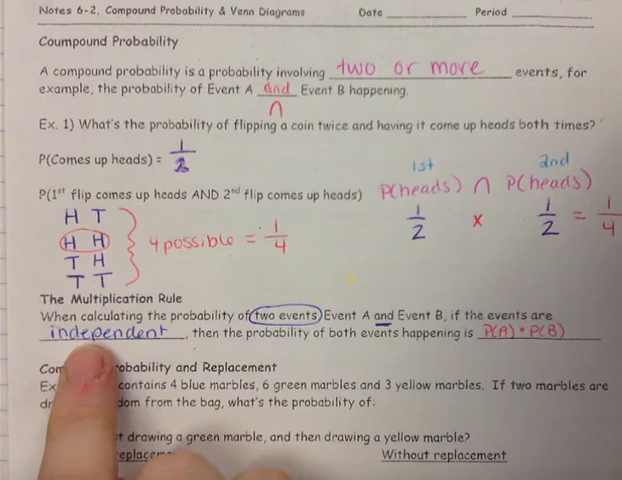 Notes 6-2, Compound Probability & Venn Diagrams Date ____ Period ____
Coumpound Probability
A compound probability is a probability involving two or more events, for
example, the probability of Event A and Event B happening.
∩
Ex. 1) What's the probability of flipping a coin twice and having it come up heads both times?
P(Comes up heads) = 1/2
1st 2nd
P(1st flip comes up heads AND 2nd flip comes up heads) P(heads) ∩ P(heads)
H T 1/2 x 1/2 = 1/4
H H 4 possible = 1/4
T H
T T
The Multiplication Rule
When calculating the probability of two events, Event A and Event B, if the events are
independent, then the probability of both events happening is P(A) • P(B)
robability and Replacement
contains 4 blue marbles, 6 green marbles and 3 yellow marbles. If two marbles are
dom from the bag, what's the probability of:
t drawing a green marble, and then drawing a yellow marble?
Without replacement